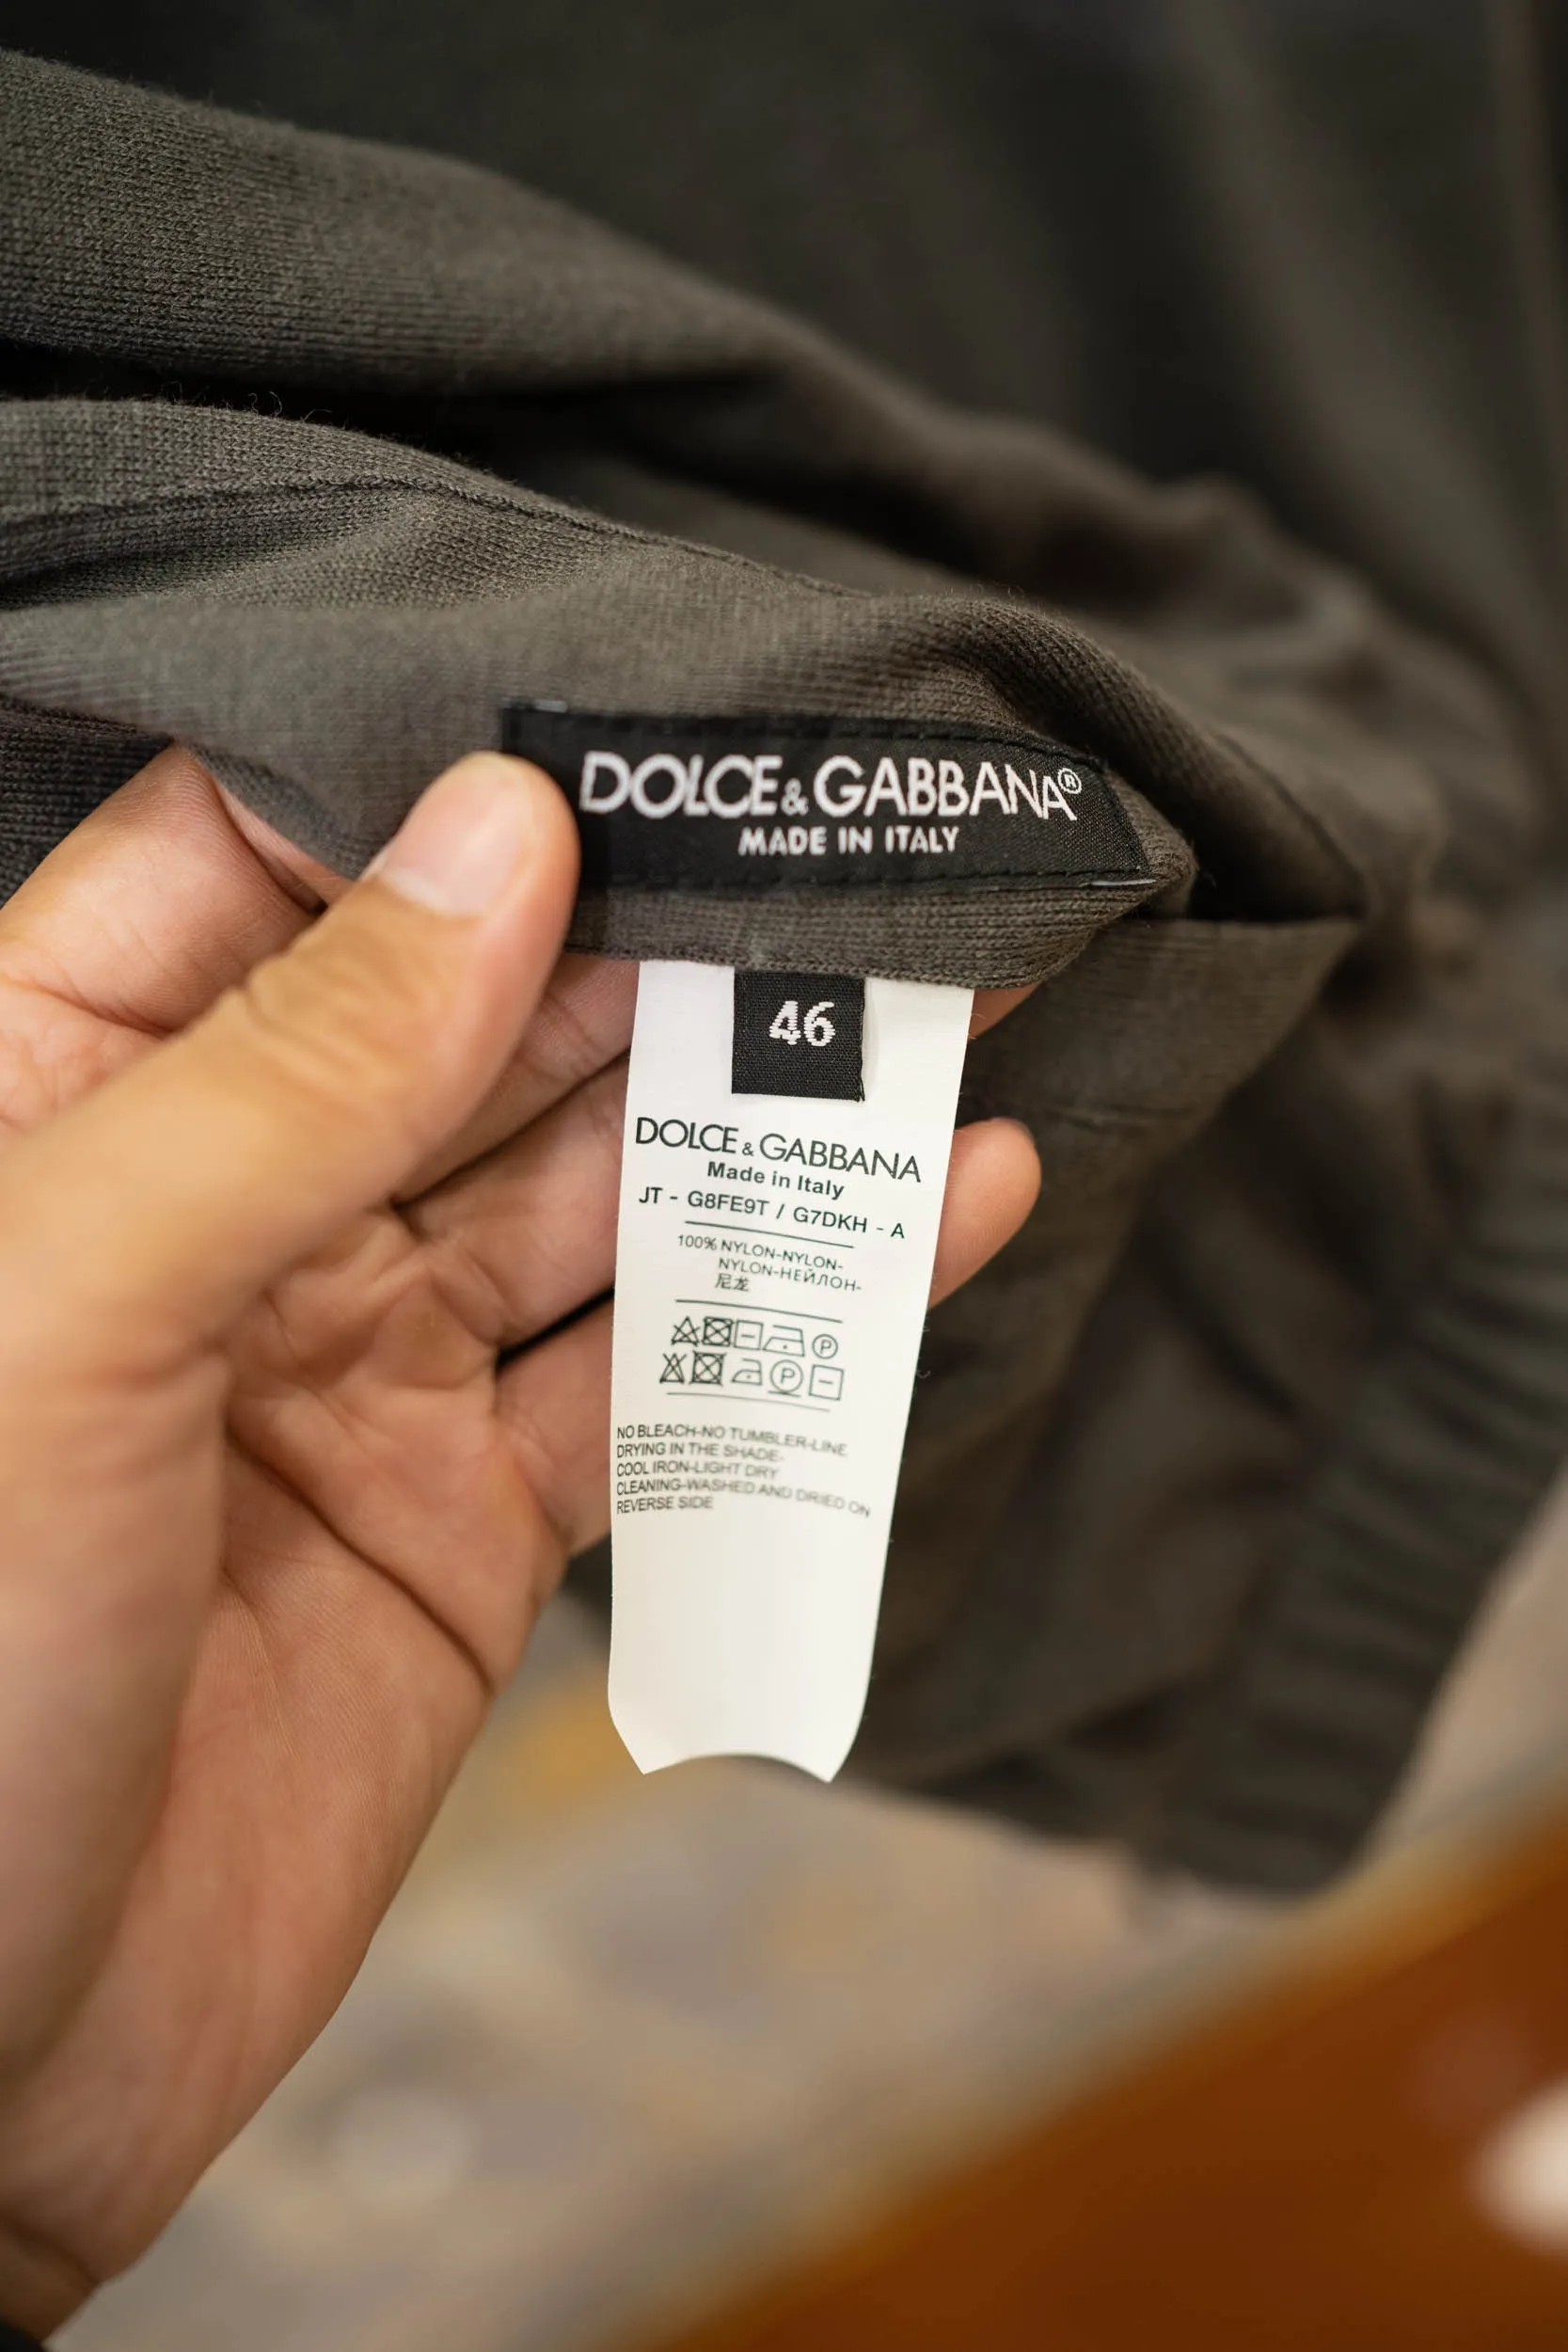 DOLCE&GABBANA®
MADE IN ITALY
46
DOLCE&GABBANA
Made in Italy
JT - G8FE9T / G7DKH - A
100% NYLON-NYLON-
NYLON-НЕЙЛОН-
尼龙
P
P
NO BLEACH-NO TUMBLER-LINE
DRYING IN THE SHADE-
COOL IRON-LIGHT DRY
CLEANING-WASHED AND DRIED ON
REVERSE SIDE